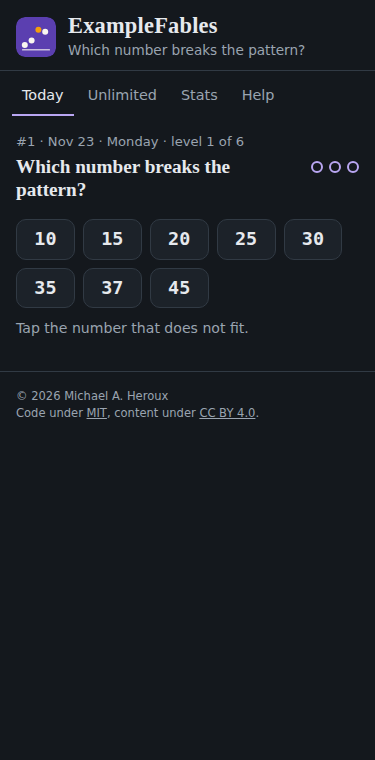 ExampleFables
Which number breaks the pattern?
Today Unlimited Stats Help
#1 · Nov 23 · Monday · level 1 of 6
Which number breaks the
pattern?
10 15 20 25 30
35 37 45
Tap the number that does not fit.
© 2026 Michael A. Heroux
Code under MIT, content under CC BY 4.0.